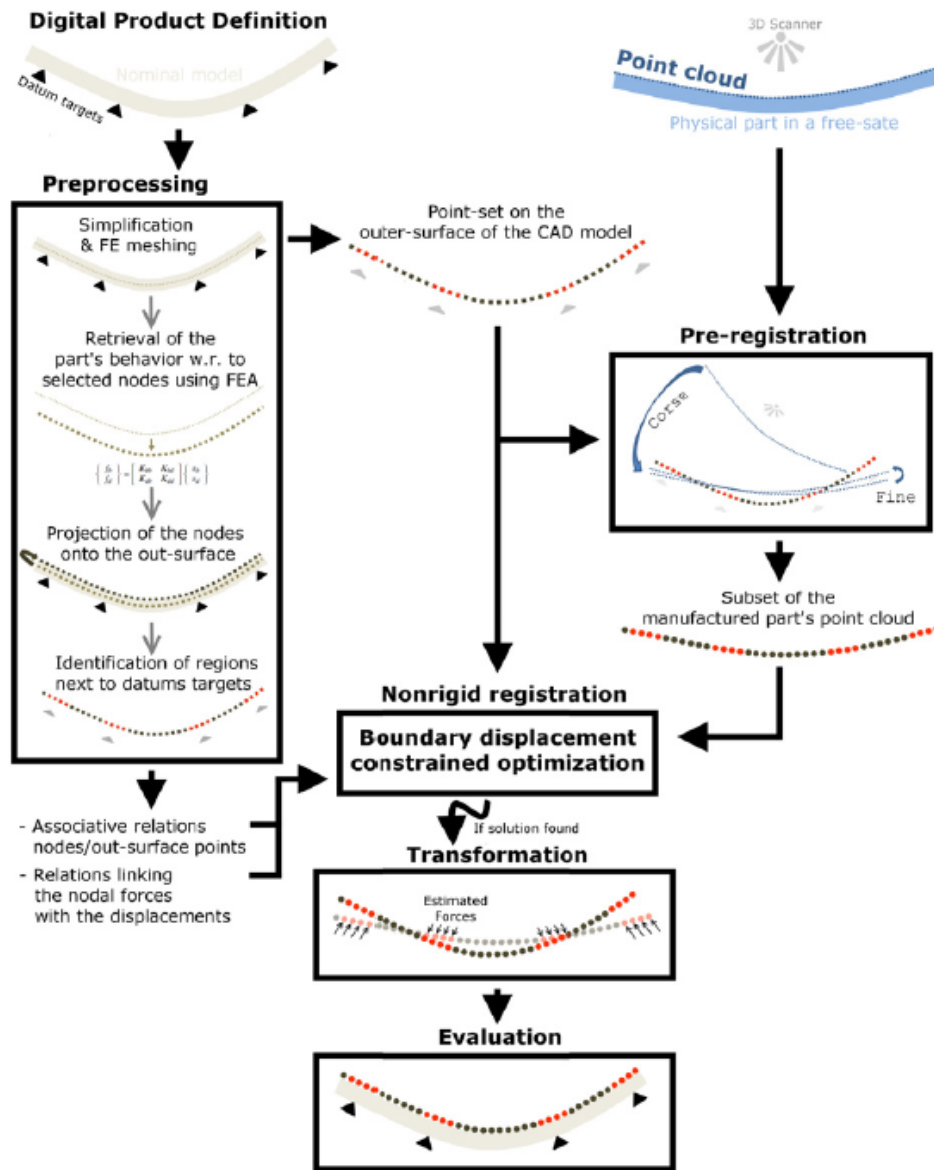 Digital Product Definition
Nominal model
Datum targets
3D Scanner
Point cloud
Physical part in a free-sate
Preprocessing
Simplification
& FE meshing
Retrieval of the
part's behavior w.r. to
selected nodes using FEA
Projection of the nodes
onto the out-surface
Identification of regions
next to datums targets
Point-set on the
outer-surface of the CAD model
Pre-registration
Corse
Fine
Subset of the
manufactured part's point cloud
Nonrigid registration
Boundary displacement
constrained optimization
- Associative relations
nodes/out-surface points
- Relations linking
the nodal forces
with the displacements
If solution found
Transformation
Estimated
Forces
Evaluation